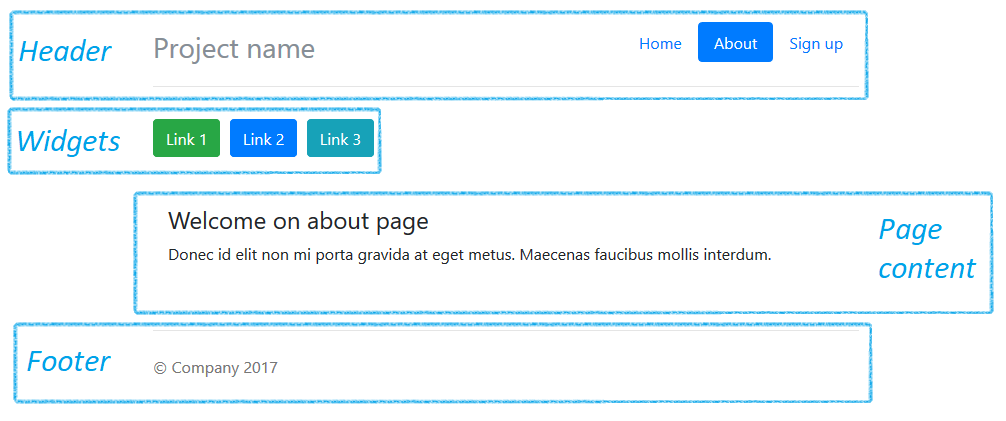 Header
Project name
Home About Sign up
Widgets
Link 1 Link 2 Link 3
Welcome on about page
Donec id elit non mi porta gravida at eget metus. Maecenas faucibus mollis interdum.
Page
content
Footer
© Company 2017